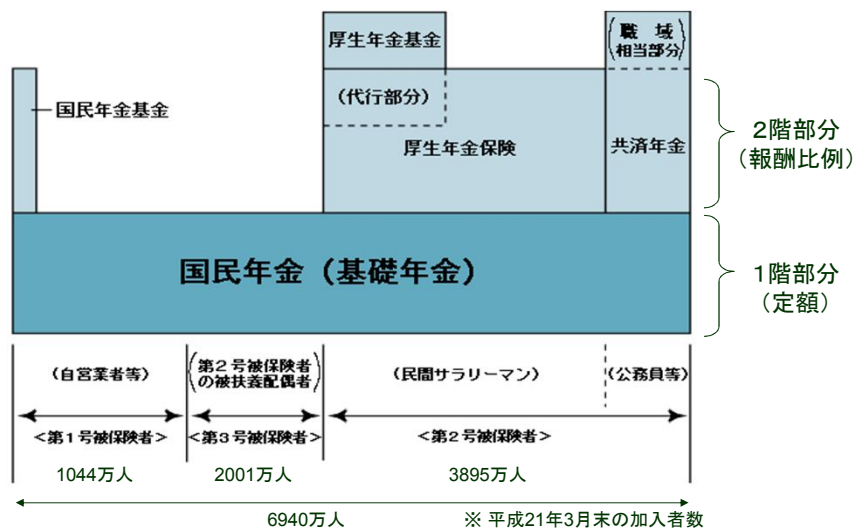 厚生年金基金
(職域
相当部分)
国民年金基金
(代行部分)
厚生年金保険
共済年金
2階部分
(報酬比例)
国民年金(基礎年金)
1階部分
(定額)
(自営業者等)
(第2号被保険者
の被扶養配偶者)
(民間サラリーマン)
(公務員等)
<第1号被保険者>
<第3号被保険者>
<第2号被保険者>
1044万人
2001万人
3895万人
6940万人
※ 平成21年3月末の加入者数